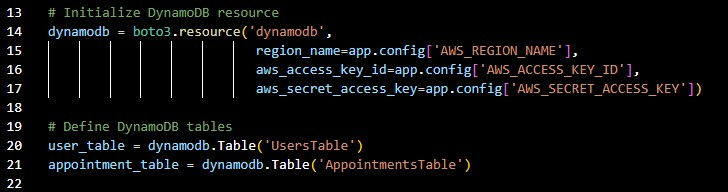 13 # Initialize DynamoDB resource
14 dynamodb = boto3.resource('dynamodb',
15 region_name=app.config['AWS_REGION_NAME'],
16 aws_access_key_id=app.config['AWS_ACCESS_KEY_ID'],
17 aws_secret_access_key=app.config['AWS_SECRET_ACCESS_KEY'])
18
19 # Define DynamoDB tables
20 user_table = dynamodb.Table('UsersTable')
21 appointment_table = dynamodb.Table('AppointmentsTable')
22